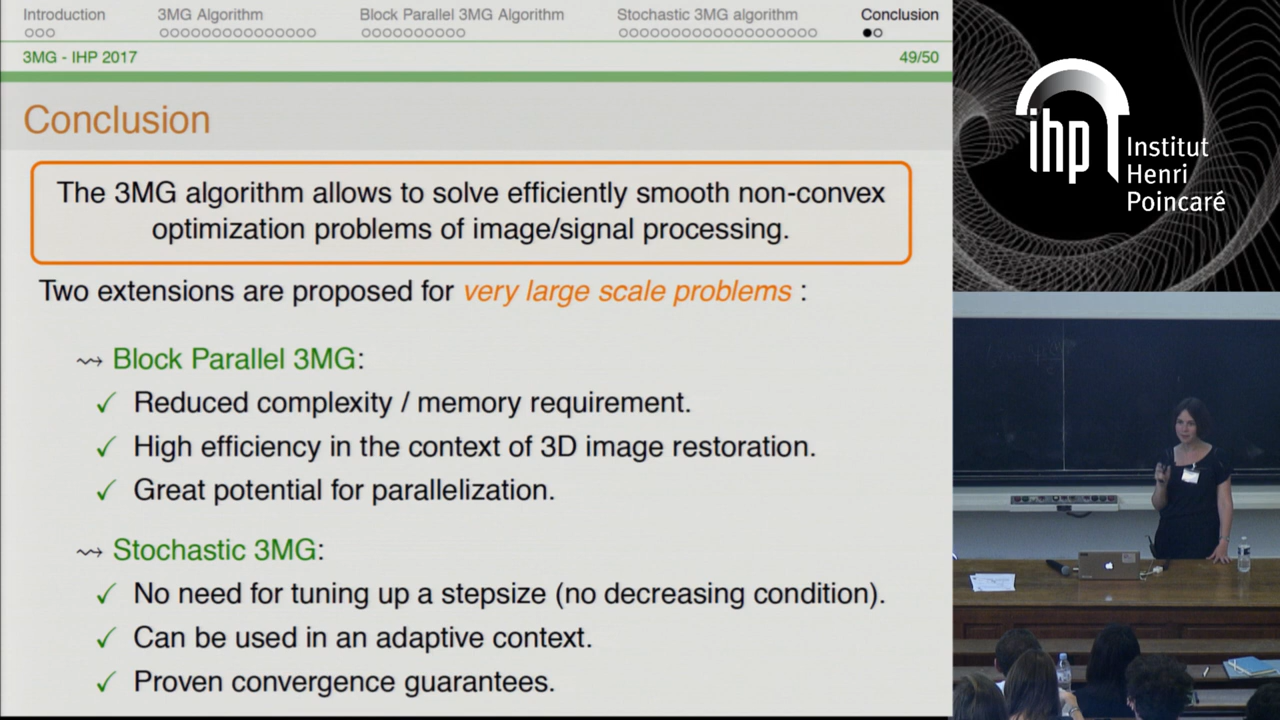 Introduction 3MG Algorithm Block Parallel 3MG Algorithm Stochastic 3MG algorithm Conclusion
3MG - IHP 2017 49/50
Conclusion
The 3MG algorithm allows to solve efficiently smooth non-convex
optimization problems of image/signal processing.
Two extensions are proposed for very large scale problems :
⇝ Block Parallel 3MG:
✓ Reduced complexity / memory requirement.
✓ High efficiency in the context of 3D image restoration.
✓ Great potential for parallelization.
⇝ Stochastic 3MG:
✓ No need for tuning up a stepsize (no decreasing condition).
✓ Can be used in an adaptive context.
✓ Proven convergence guarantees.
ihp
Institut
Henri
Poincaré